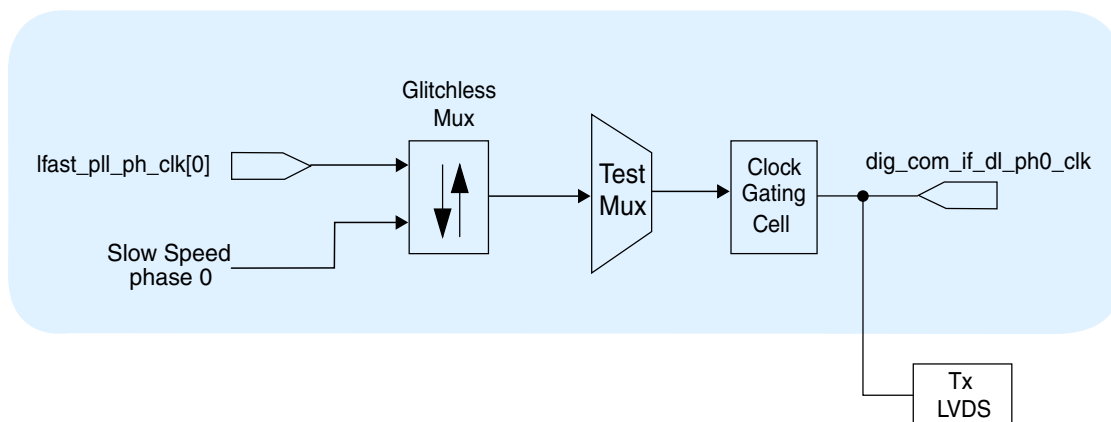 Glitchless
Mux
lfast_pll_ph_clk[0]
Slow Speed
phase 0
Test
Mux
Clock
Gating
Cell
dig_com_if_dl_ph0_clk
Tx
LVDS